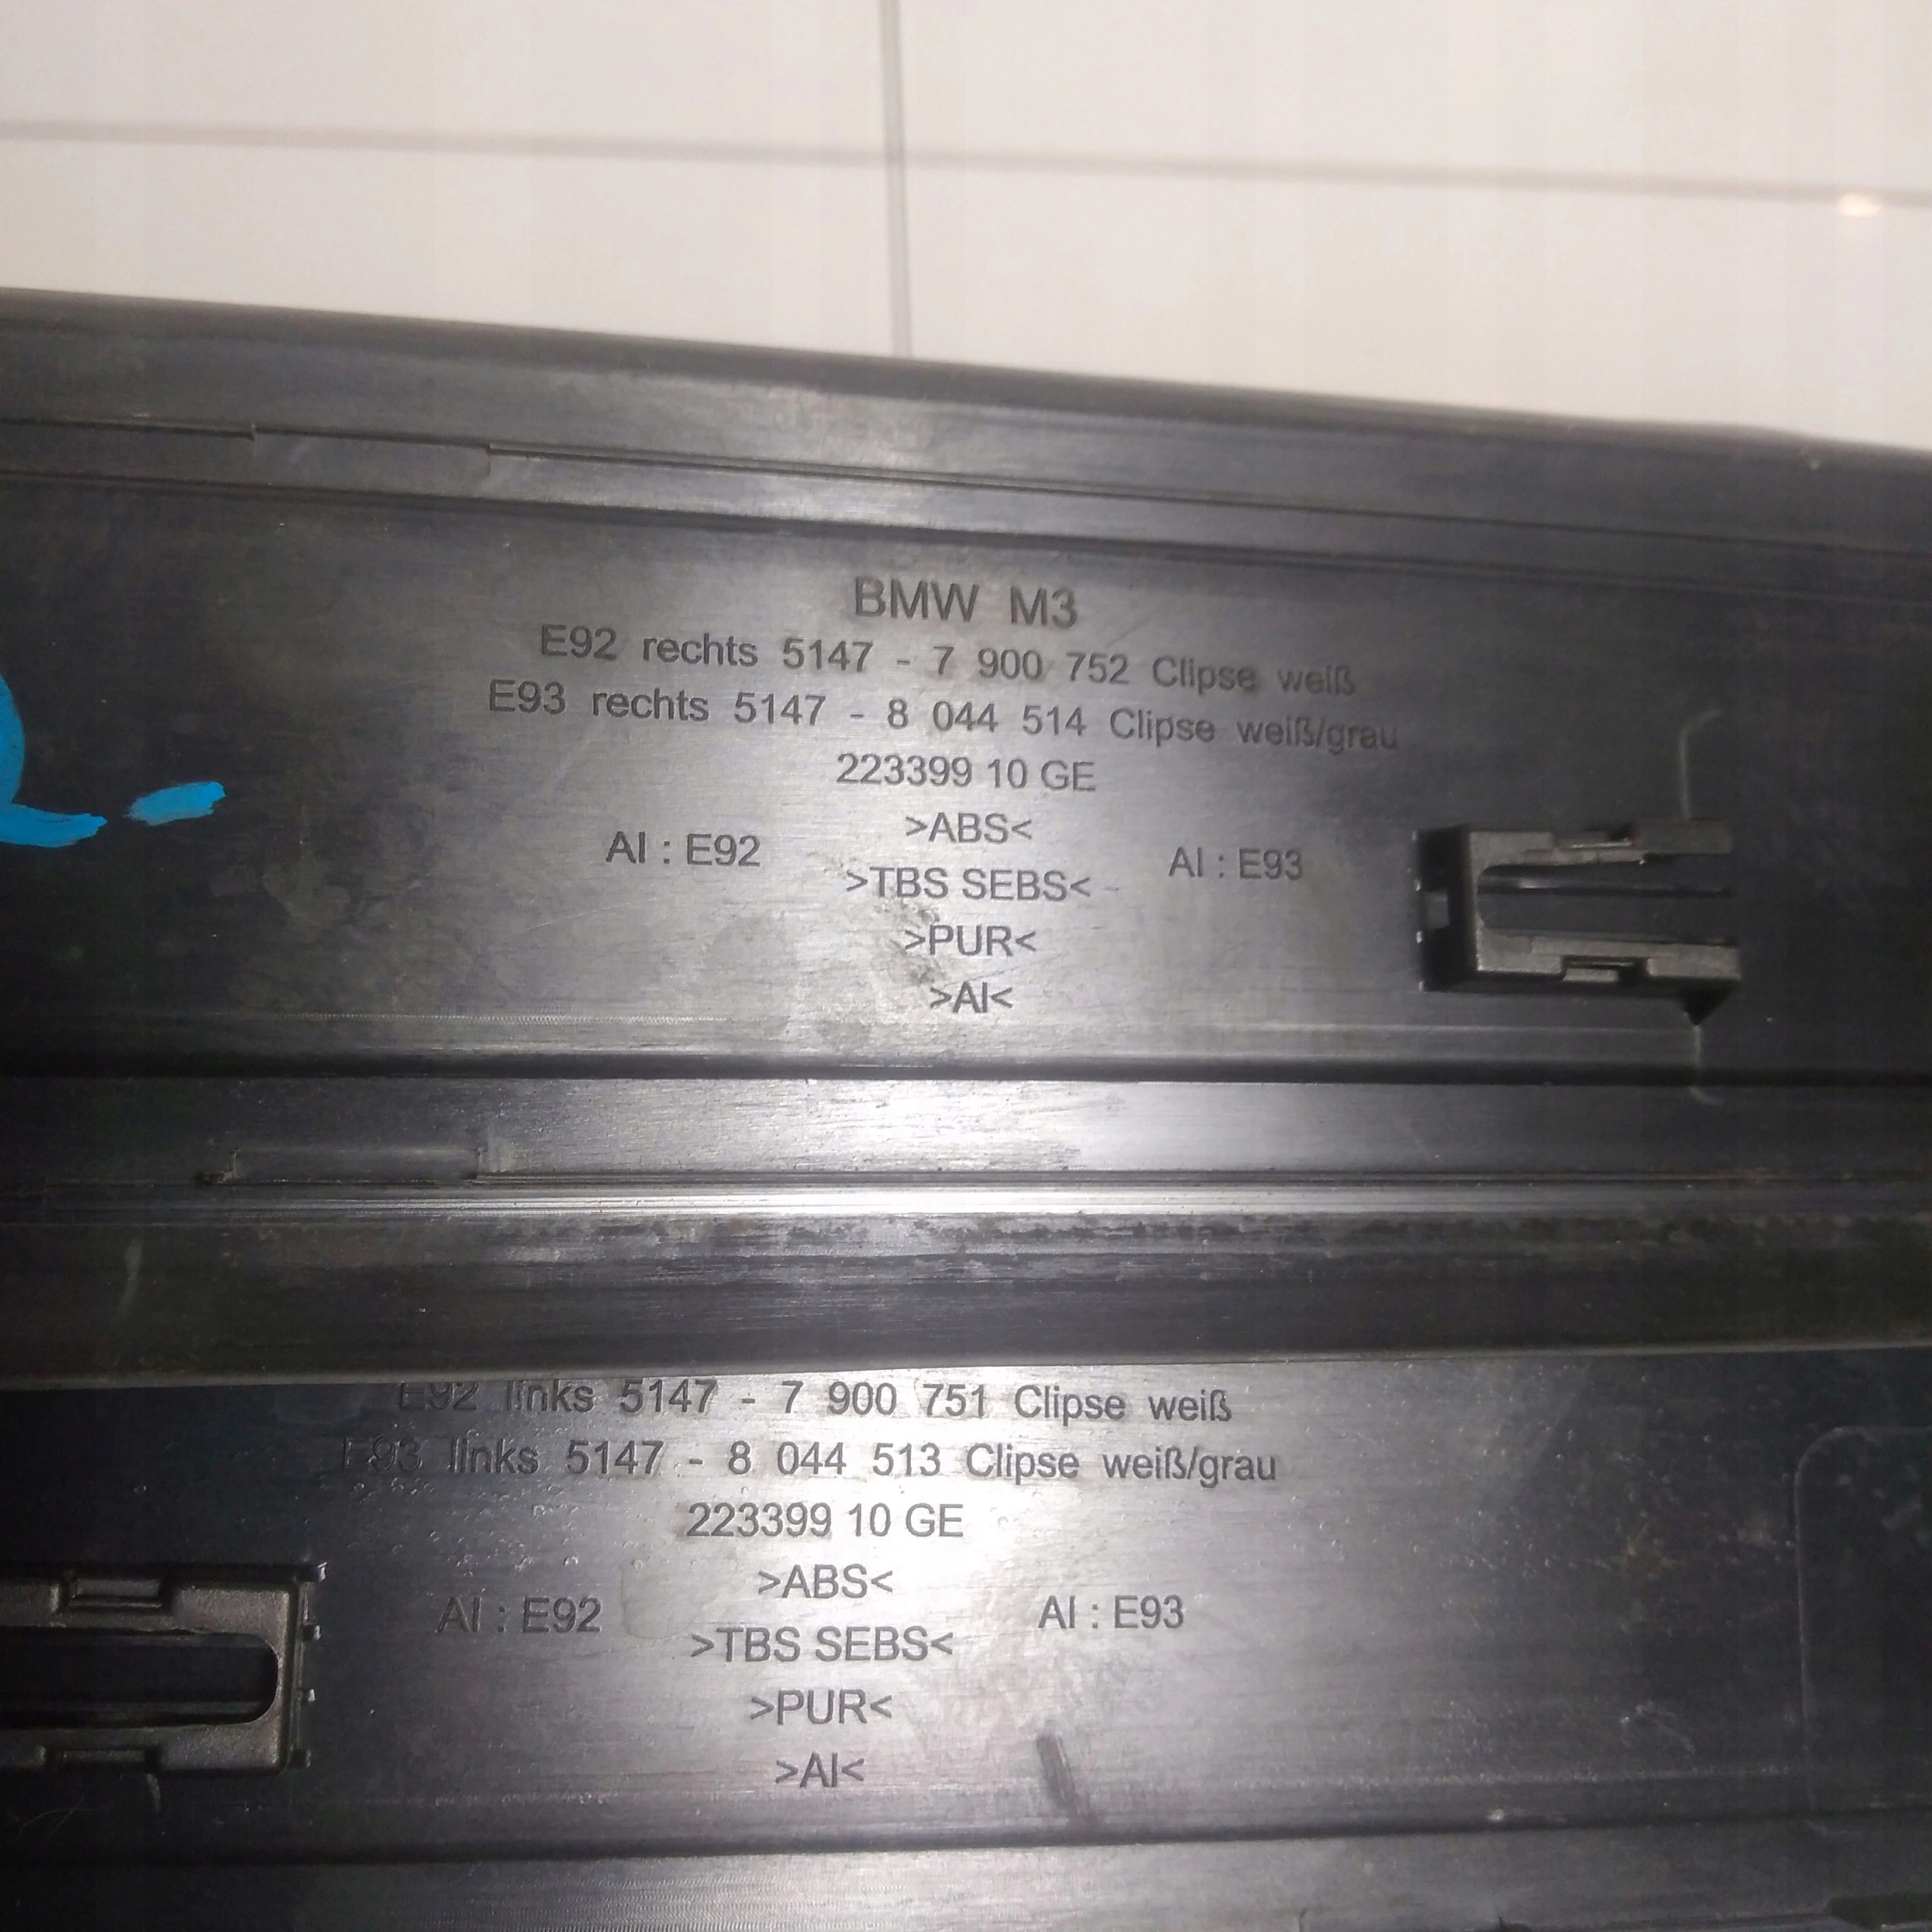 BMW M3
E92 rechts 5147 - 7 900 752 Clipse weiß
E93 rechts 5147 - 8 044 514 Clipse weiß/grau
223399 10 GE
>ABS<
AI : E92
AI : E93
>TBS SEBS<
>PUR<
>AI<
E92 links 5147 - 7 900 751 Clipse weiß
E93 links 5147 - 8 044 513 Clipse weiß/grau
223399 10 GE
>ABS<
AI : E92
AI : E93
>TBS SEBS<
>PUR<
>AI<